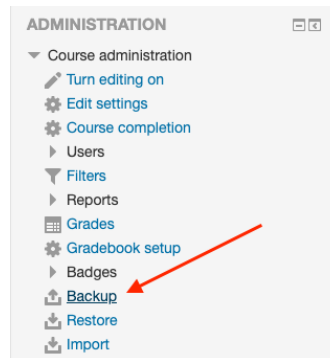 ADMINISTRATION
Course administration
Turn editing on
Edit settings
Course completion
Users
Filters
Reports
Grades
Gradebook setup
Badges
Backup
Restore
Import